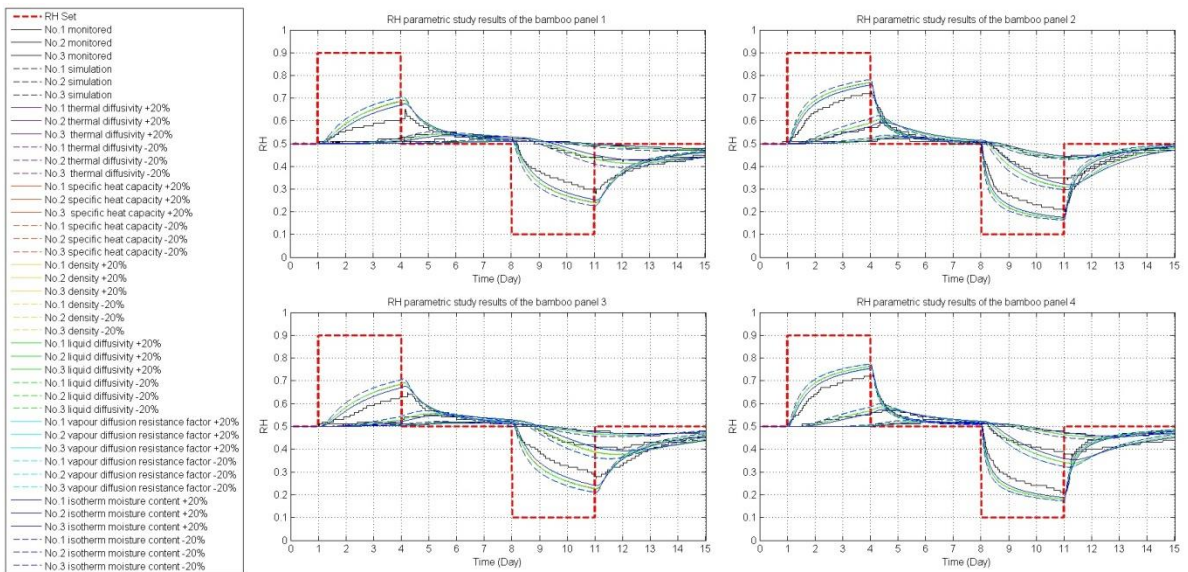 RH Set
No.1 monitored
No.2 monitored
No.3 monitored
No.1 simulation
No.2 simulation
No.3 simulation
No.1 thermal diffusivity +20%
No.2 thermal diffusivity +20%
No.3 thermal diffusivity +20%
No.1 thermal diffusivity -20%
No.2 thermal diffusivity -20%
No.3 thermal diffusivity -20%
No.1 specific heat capacity +20%
No.2 specific heat capacity +20%
No.3 specific heat capacity +20%
No.1 specific heat capacity -20%
No.2 specific heat capacity -20%
No.3 specific heat capacity -20%
No.1 density +20%
No.2 density +20%
No.3 density +20%
No.1 density -20%
No.2 density -20%
No.3 density -20%
No.1 liquid diffusivity +20%
No.2 liquid diffusivity +20%
No.3 liquid diffusivity +20%
No.1 liquid diffusivity -20%
No.2 liquid diffusivity -20%
No.3 liquid diffusivity -20%
No.1 vapour diffusion resistance factor +20%
No.2 vapour diffusion resistance factor +20%
No.3 vapour diffusion resistance factor +20%
No.1 vapour diffusion resistance factor -20%
No.2 vapour diffusion resistance factor -20%
No.3 vapour diffusion resistance factor -20%
No.1 isotherm moisture content +20%
No.2 isotherm moisture content +20%
No.3 isotherm moisture content +20%
No.1 isotherm moisture content -20%
No.2 isotherm moisture content -20%
No.3 isotherm moisture content -20%
RH parametric study results of the bamboo panel 1
1
0.9
0.8
0.7
0.6
0.5
0.4
0.3
0.2
0.1
0
RH
0 1 2 3 4 5 6 7 8 9 10 11 12 13 14 15
Time (Day)
RH parametric study results of the bamboo panel 2
1
0.9
0.8
0.7
0.6
0.5
0.4
0.3
0.2
0.1
0
RH
0 1 2 3 4 5 6 7 8 9 10 11 12 13 14 15
Time (Day)
RH parametric study results of the bamboo panel 3
1
0.9
0.8
0.7
0.6
0.5
0.4
0.3
0.2
0.1
0
RH
0 1 2 3 4 5 6 7 8 9 10 11 12 13 14 15
Time (Day)
RH parametric study results of the bamboo panel 4
1
0.9
0.8
0.7
0.6
0.5
0.4
0.3
0.2
0.1
0
RH
0 1 2 3 4 5 6 7 8 9 10 11 12 13 14 15
Time (Day)